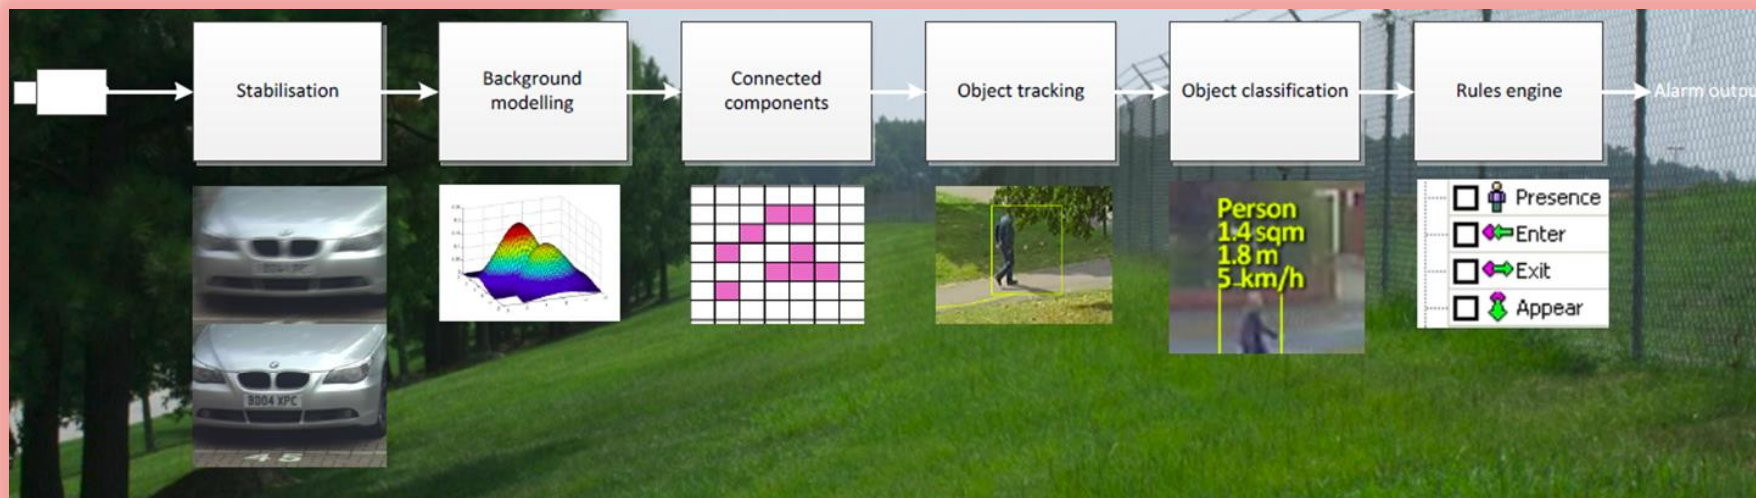 Stabilisation
Background
modelling
Connected
components
Object tracking
Object classification
Rules engine
Alarm outpu
BD04 XPC
45
Person
1.4 sqm
1.8 m
5 km/h
Presence
Enter
Exit
Appear